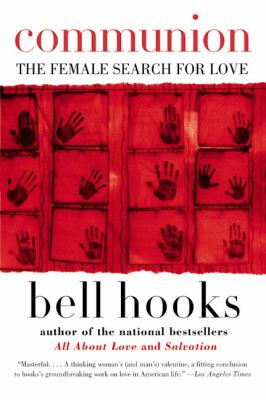 communion
THE FEMALE SEARCH FOR LOVE
bell hooks
author of the national bestsellers
All About Love and Salvation
"Masterful. . . . A thinking woman's (and man's) valentine, a fitting conclusion
to hooks's groundbreaking work on love in American life."—Los Angeles Times